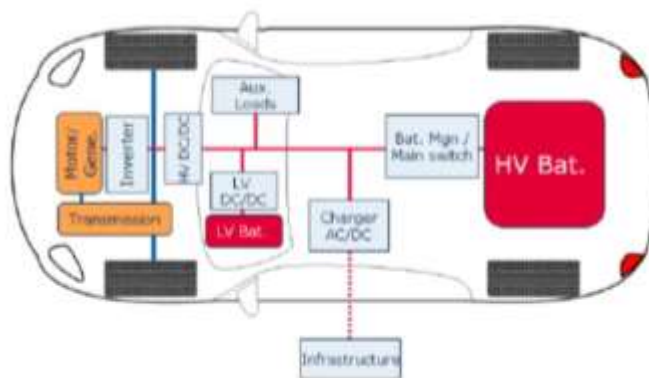 Motor/
Gene.
Inverter
HV DC/DC
Aux.
Loads
LV
DC/DC
LV Bat.
Transmission
Charger
AC/DC
Bat. Mgn /
Main switch
HV Bat.
Infrastructure